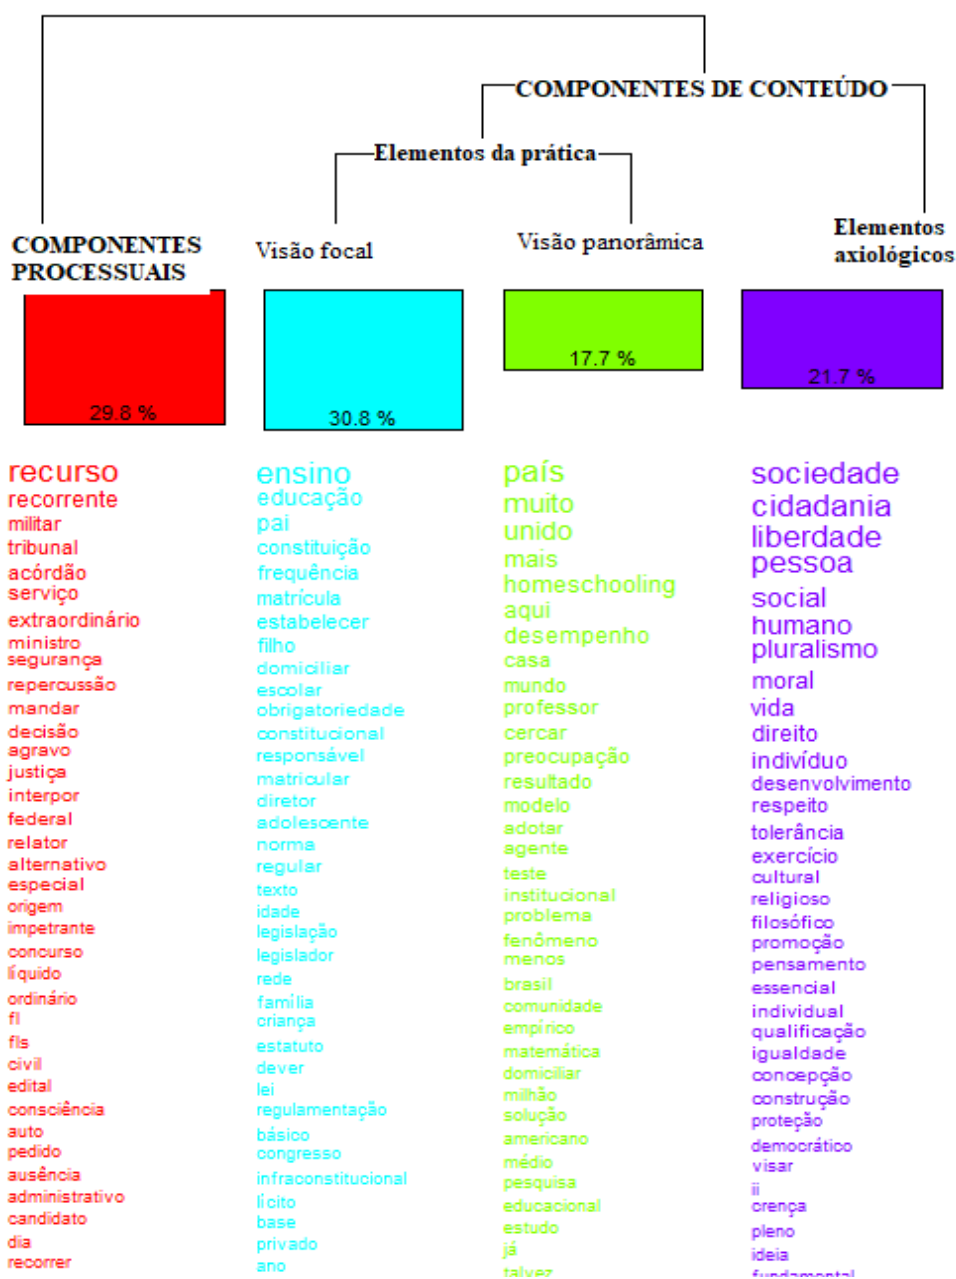 COMPONENTES DE CONTEÚDO
Elementos da prática
COMPONENTES
PROCESSUAIS
Visão focal
Visão panorâmica
Elementos
axiológicos
29.8 %
30.8 %
17.7 %
21.7 %
recurso
recorrente
militar
tribunal
acórdão
serviço
extraordinário
ministro
segurança
repercussão
mandar
decisão
agravo
justiça
interpor
federal
relator
alternativo
especial
origem
impetrante
concurso
líquido
ordinário
fl
fls
civil
edital
consciência
auto
pedido
ausência
administrativo
candidato
dia
recorrer
ensino
educação
pai
constituição
frequência
matrícula
estabelecer
filho
domiciliar
escolar
obrigatoriedade
constitucional
responsável
matricular
diretor
adolescente
norma
regular
texto
idade
legislação
legislador
rede
família
criança
estatuto
dever
lei
regulamentação
básico
congresso
infraconstitucional
lícito
base
privado
ano
país
muito
unido
mais
homeschooling
aqui
desempenho
casa
mundo
professor
cercar
preocupação
resultado
modelo
adotar
agente
teste
institucional
problema
fenômeno
menos
brasil
comunidade
empírico
matemática
domiciliar
milhão
solução
americano
médio
pesquisa
educacional
estudo
já
talvez
sociedade
cidadania
liberdade
pessoa
social
humano
pluralismo
moral
vida
direito
indivíduo
desenvolvimento
respeito
tolerância
exercício
cultural
religioso
filosófico
promoção
pensamento
essencial
individual
qualificação
igualdade
concepção
construção
proteção
democrático
visar
ii
crença
pleno
ideia
fundamental